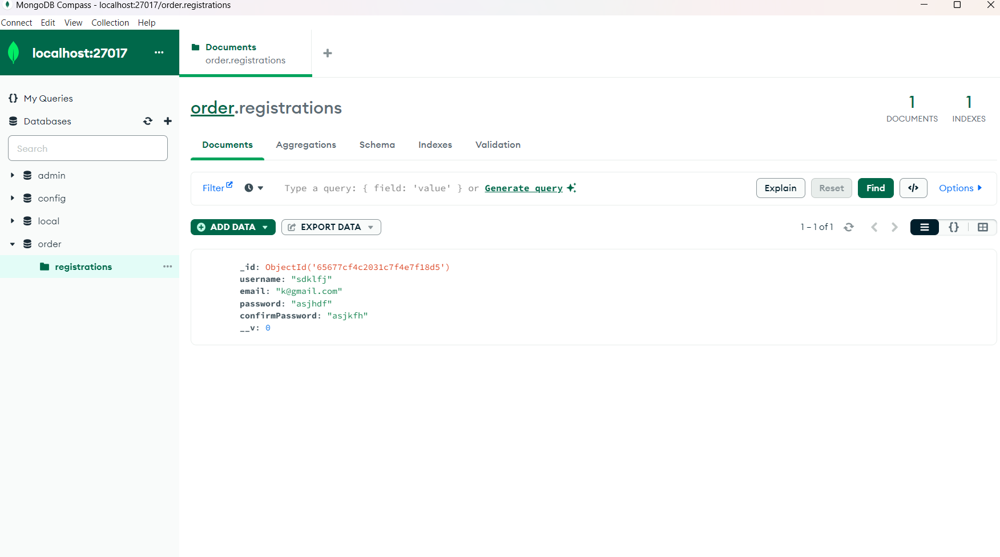 MongoDB Compass - localhost:27017/order.registrations
Connect Edit View Collection Help
localhost:27017
Documents
order.registrations
My Queries
Databases
Search
admin
config
local
order
registrations
order.registrations
1
DOCUMENTS
1
INDEXES
Documents Aggregations Schema Indexes Validation
Filter Type a query: { field: 'value' } or Generate query Explain Reset Find </> Options
ADD DATA EXPORT DATA 1 – 1 of 1 {}
_id: ObjectId('65677cf4c2031c7f4e7f18d5')
username: "sdklfj"
email: "k@gmail.com"
password: "asjhdf"
confirmPassword: "asjkfh"
__v: 0